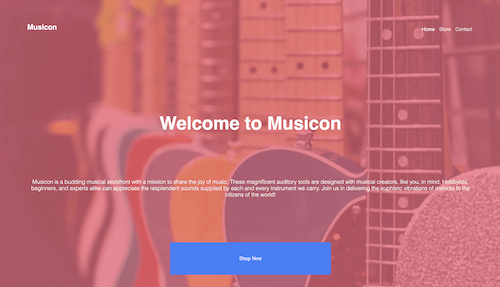 Musicon
Home Store Contact
Welcome to Musicon
Musicon is a budding musical storefront with a mission to share the joy of music. These magnificent auditory tools are designed with musical creators, like you, in mind. Hobbyists,
beginners, and experts alike can appreciate the resplendent sounds supplied by each and every instrument we carry. Join us in delivering the euphoric vibrations of melodia to the
citizens of the world!
Shop Now